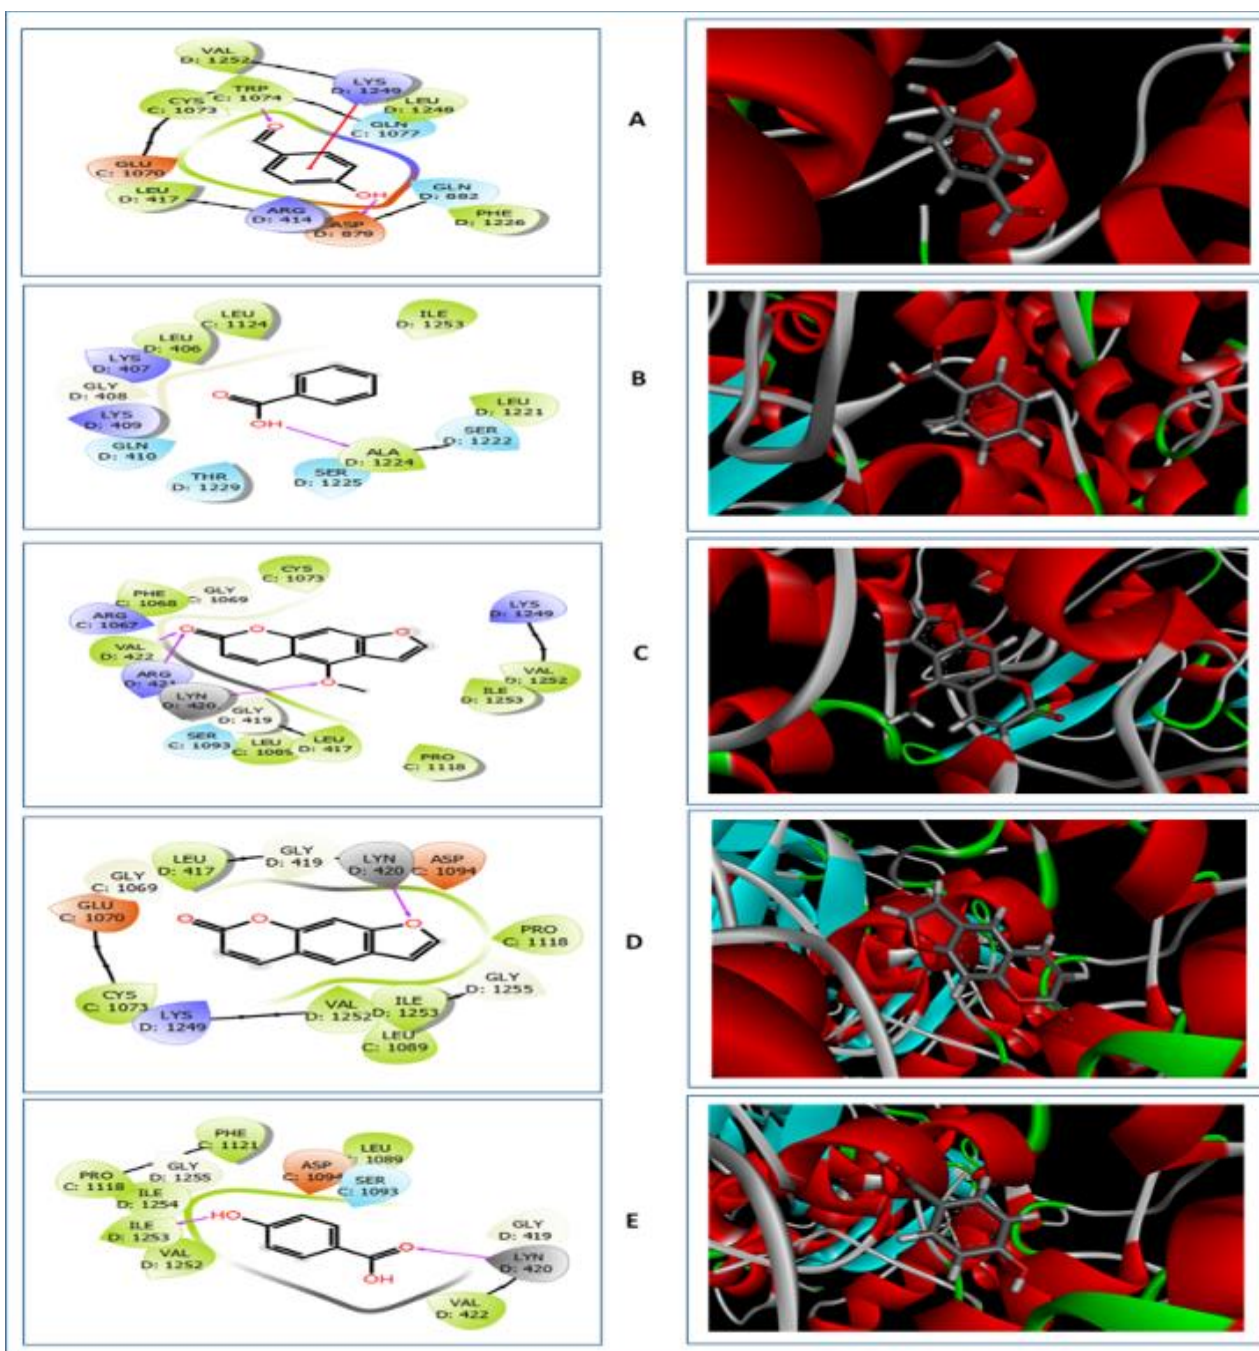 VAL
D: 1252
LYS
D: 1249
TRP
C: 1074
CYS
C: 1073
LEU
D: 1248
GLN
C: 1077
O
GLU
C: 1070
LEU
D: 417
ARG
D: 414
OH
ASP
D: 879
GLN
D: 882
PHE
D: 1226
A
LEU
C: 1124
ILE
D: 1253
LEU
D: 406
LYS
D: 407
GLY
D: 408
LYS
D: 409
GLN
D: 410
O
OH
LEU
D: 1221
SER
D: 1222
ALA
D: 1224
SER
D: 1225
THR
D: 1229
B
CYS
C: 1073
GLY
C: 1069
PHE
C: 1068
ARG
C: 1067
VAL
D: 422
ARG
D: 421
LYN
D: 420
GLY
D: 419
SER
C: 1093
LEU
C: 1089
LEU
D: 417
PRO
C: 1118
O
O
O
O
LYS
D: 1249
VAL
D: 1252
ILE
D: 1253
C
LEU
D: 417
GLY
D: 419
LYN
D: 420
ASP
C: 1094
GLY
C: 1069
GLU
C: 1070
O
O
O
PRO
C: 1118
GLY
D: 1255
CYS
C: 1073
LYS
D: 1249
VAL
D: 1252
ILE
D: 1253
LEU
C: 1089
D
PHE
C: 1121
LEU
C: 1089
PRO
C: 1118
GLY
D: 1255
ASP
C: 1094
SER
C: 1093
ILE
D: 1254
ILE
D: 1253
VAL
D: 1252
HO
O
OH
GLY
D: 419
LYN
D: 420
VAL
D: 422
E